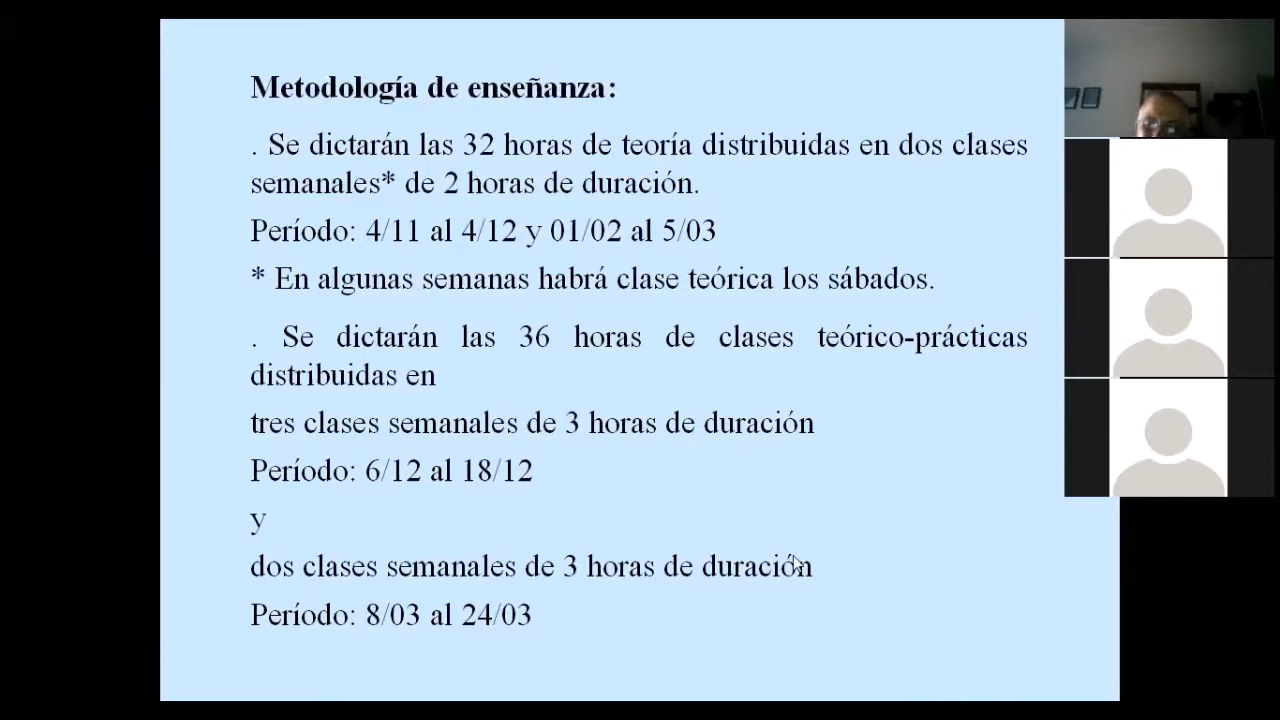 Metodología de enseñanza:
. Se dictarán las 32 horas de teoría distribuidas en dos clases
semanales* de 2 horas de duración.
Período: 4/11 al 4/12 y 01/02 al 5/03
* En algunas semanas habrá clase teórica los sábados.
. Se dictarán las 36 horas de clases teórico-prácticas
distribuidas en
tres clases semanales de 3 horas de duración
Período: 6/12 al 18/12
y
dos clases semanales de 3 horas de duración
Período: 8/03 al 24/03